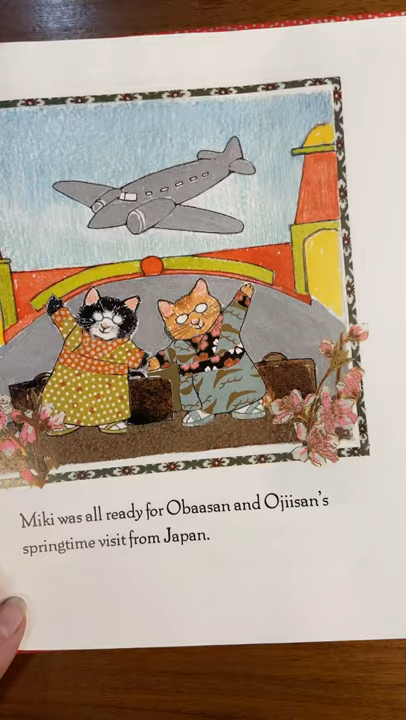 Miki was all ready for Obaasan and Ojiisan's
springtime visit from Japan.